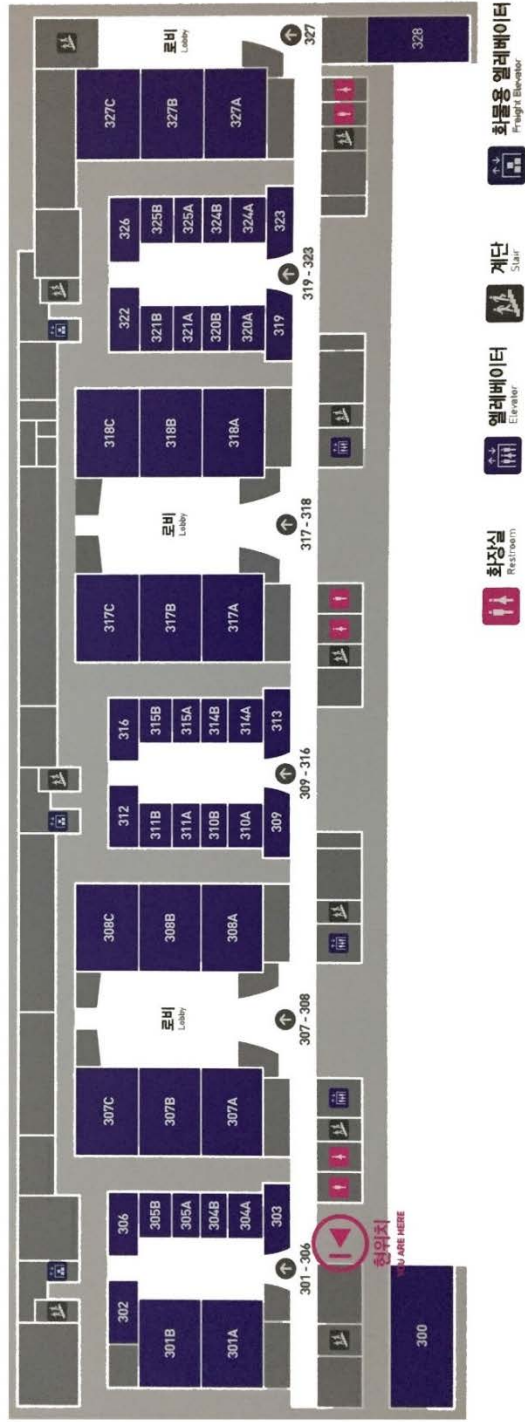 302 306 312 316 322 326
307C 308C 317C 318C 327C
301B 305B 307B 308B 311B 315B 317B 318B 321B 325B 327B
로비 로비 로비
Lobby Lobby Lobby
305A 311A 315A 321A 325A
304B 310B 314B 320B 324B
301A 304A 307A 308A 310A 314A 317A 318A 320A 324A 327A
303 309 313 319 323
301 - 306 307 - 308 309 - 316 317 - 318 319 - 323 327
현위치
YOU ARE HERE
300 328
화장실 엘레베이터 계단 화물용 엘레베이터
Restroom Elevator Stair Freight Elevator